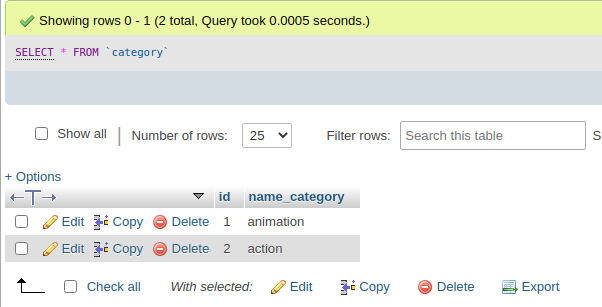 Showing rows 0 - 1 (2 total, Query took 0.0005 seconds.)
SELECT * FROM `category`
Show all | Number of rows: 25 Filter rows: Search this table S
+ Options
id name_category
Edit Copy Delete 1 animation
Edit Copy Delete 2 action
Check all With selected: Edit Copy Delete Export